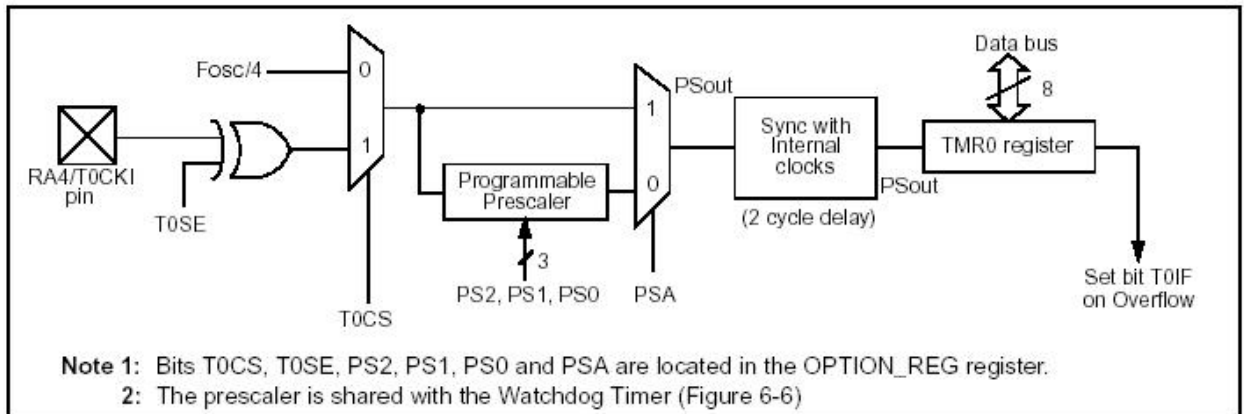 Data bus
8
Fosc/4
0
1
PSout
1
0
Sync with
Internal
clocks
TMR0 register
RA4/T0CKI
pin
T0SE
Programmable
Prescaler
PSout
(2 cycle delay)
3
PS2, PS1, PS0
PSA
T0CS
Set bit T0IF
on Overflow
Note 1: Bits T0CS, T0SE, PS2, PS1, PS0 and PSA are located in the OPTION_REG register.
2: The prescaler is shared with the Watchdog Timer (Figure 6-6)